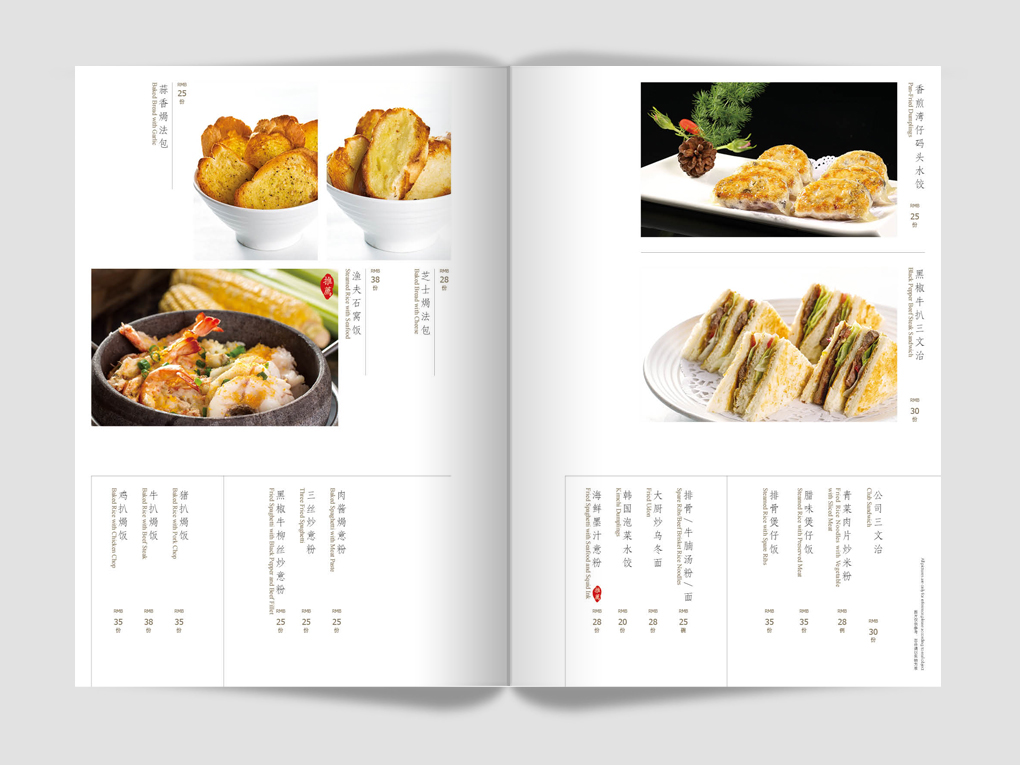 蒜香焗法包
Baked Bread with Garlic
RMB
25
份
芝士焗法包
Baked Bread with Cheese
RMB
28
份
推薦
渔夫石窝饭
Steamed Rice with Seafood
RMB
38
份
肉酱焗意粉
Baked Spaghetti with Meat Paste
RMB
25
份
三丝炒意粉
Three Fried Spaghetti
RMB
25
份
黑椒牛柳丝炒意粉
Fried Spaghetti with Black Pepper and Beef Fillet
RMB
25
份
猪扒焗饭
Baked Rice with Pork Chop
RMB
35
份
牛扒焗饭
Baked Rice with Beef Steak
RMB
38
份
鸡扒焗饭
Baked Rice with Chicken Chop
RMB
35
份
香煎湾仔码头水饺
Pan-Fried Dumplings
RMB
25
份
黑椒牛扒三文治
Black Pepper Beef Steak Sandwich
RMB
30
份
公司三文治
Club Sandwich
RMB
30
份
青菜肉片炒米粉
Fried Rice Noodles with Vegetable
with Sliced Meat
RMB
28
例
腊味煲仔饭
Steamed Rice with Preserved Meat
RMB
35
份
排骨煲仔饭
Steamed Rice with Spare Ribs
RMB
35
份
排骨/牛腩汤粉/面
Spare Ribs/Beef Brisket Rice Noodles
RMB
25
碗
大厨炒乌冬面
Fried Udon
RMB
28
份
韩国泡菜水饺
Kimchi Dumplings
RMB
20
份
海鲜墨汁意粉
Fried Spaghetti with Seafood and Squid Ink
推薦
RMB
28
份